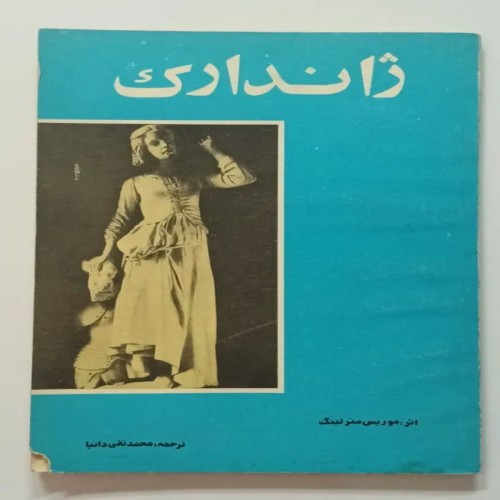 ژاندارک
اثر: موریس مترلینگ
ترجمه: محمدتقی دانیا